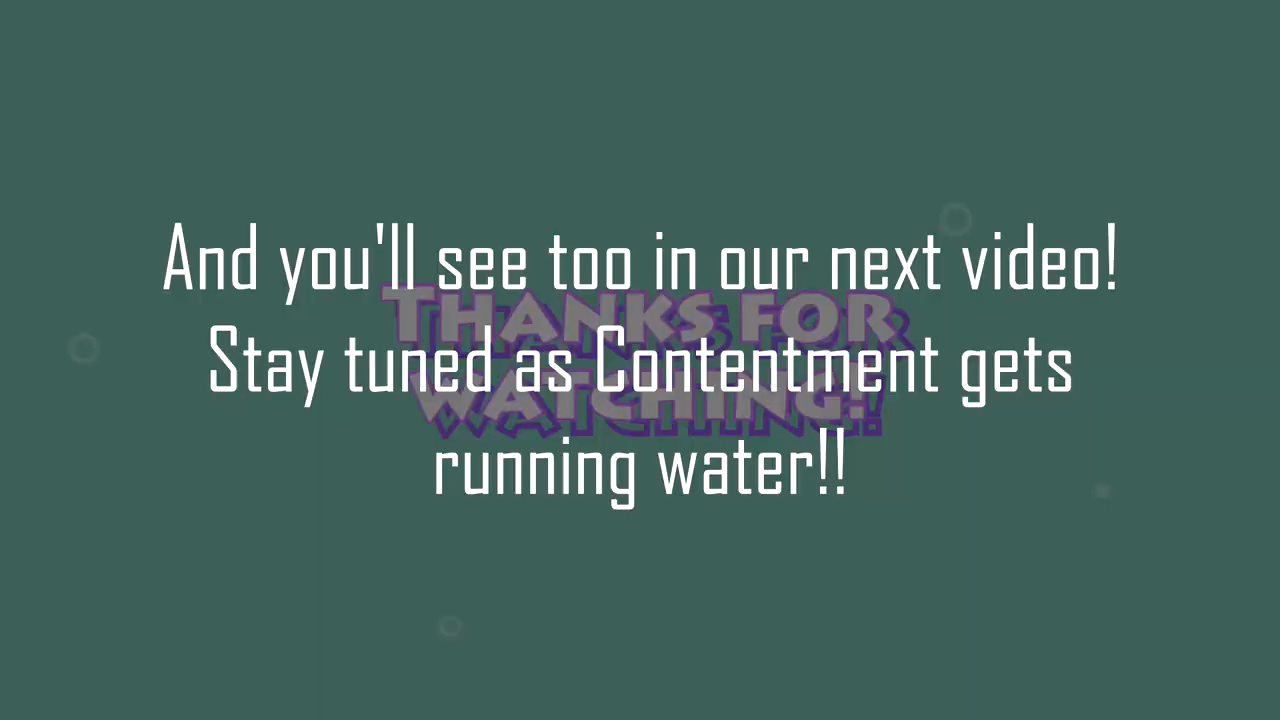 And you'll see too in our next video!
THANKS FOR
Stay tuned as Contentment gets
WATCHING!
running water!!